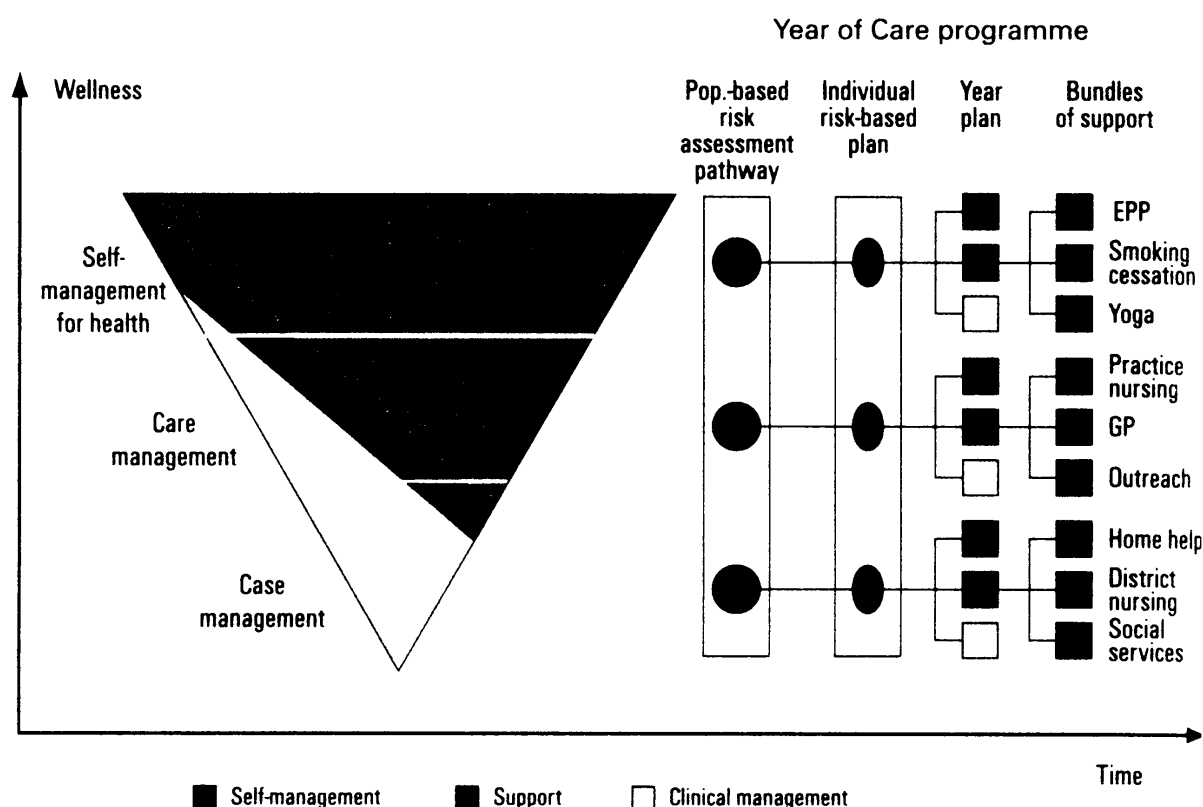 Year of Care programme
Wellness
Pop.-based
risk
assessment
pathway
Individual
risk-based
plan
Year
plan
Bundles
of support
Self-
management
for health
Care
management
Case
management
EPP
Smoking
cessation
Yoga
Practice
nursing
GP
Outreach
Home help
District
nursing
Social
services
Time
Self-management
Support
Clinical management